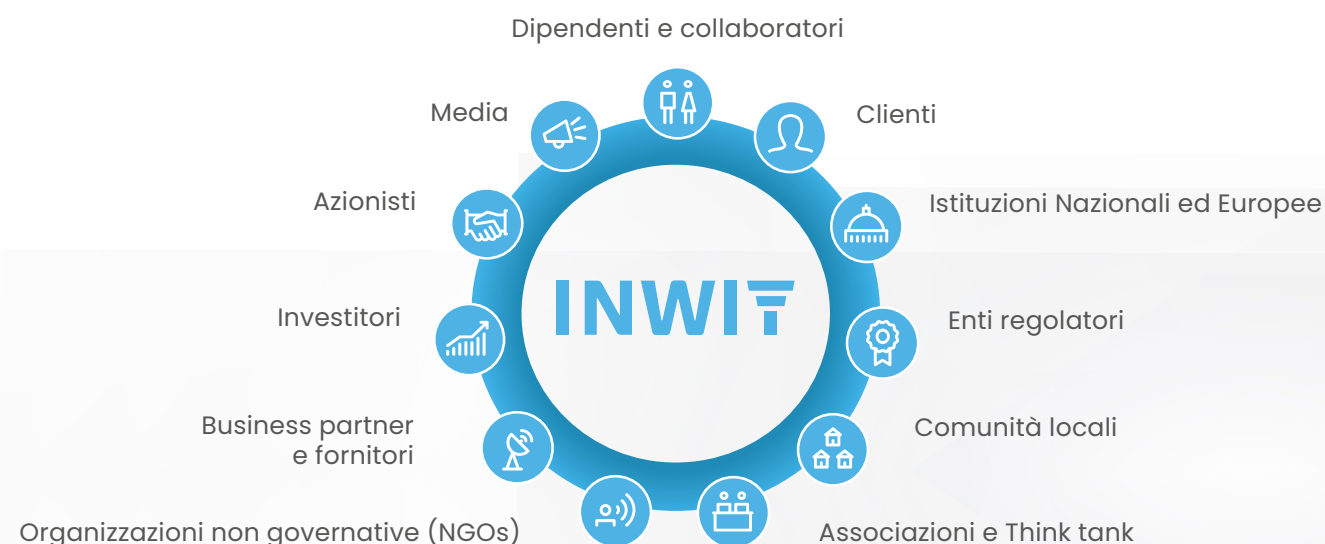 Dipendenti e collaboratori
Media
Clienti
Azionisti
Istituzioni Nazionali ed Europee
INWIT
Investitori
Enti regolatori
Business partner
e fornitori
Comunità locali
Organizzazioni non governative (NGOs)
Associazioni e Think tank